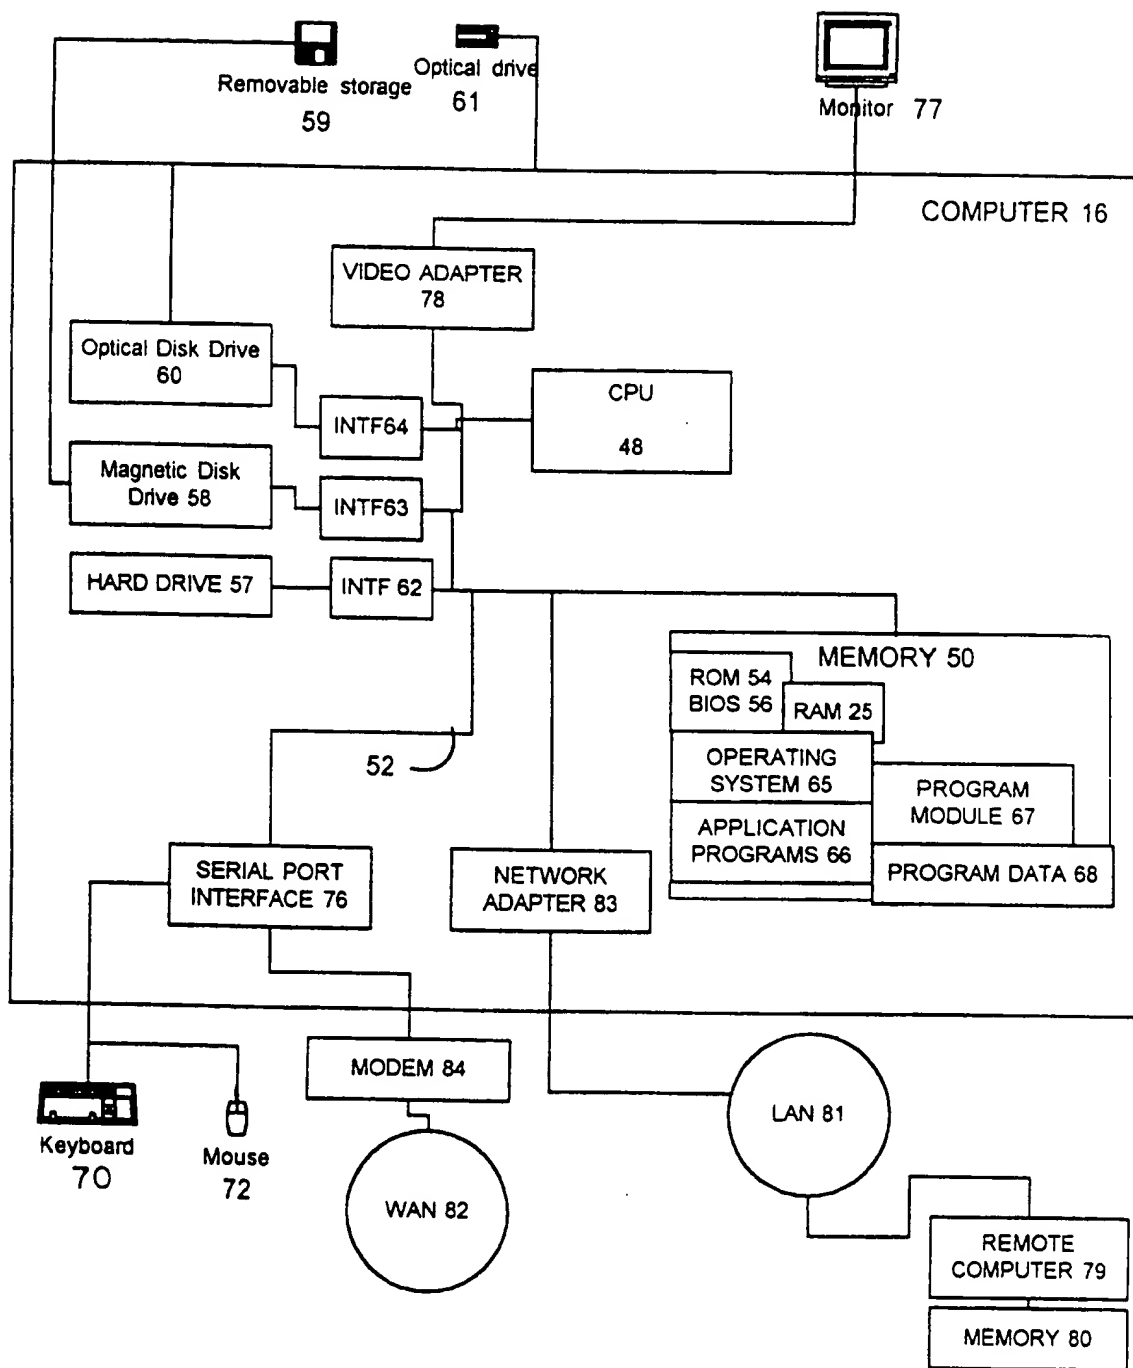 Removable storage
59
Optical drive
61
Monitor 77
COMPUTER 16
VIDEO ADAPTER
78
Optical Disk Drive
60
CPU
48
INTF64
Magnetic Disk
Drive 58
INTF63
HARD DRIVE 57
INTF 62
MEMORY 50
ROM 54
BIOS 56
RAM 25
OPERATING
SYSTEM 65
PROGRAM
MODULE 67
APPLICATION
PROGRAMS 66
PROGRAM DATA 68
52
SERIAL PORT
INTERFACE 76
NETWORK
ADAPTER 83
MODEM 84
LAN 81
Keyboard
70
Mouse
72
WAN 82
REMOTE
COMPUTER 79
MEMORY 80